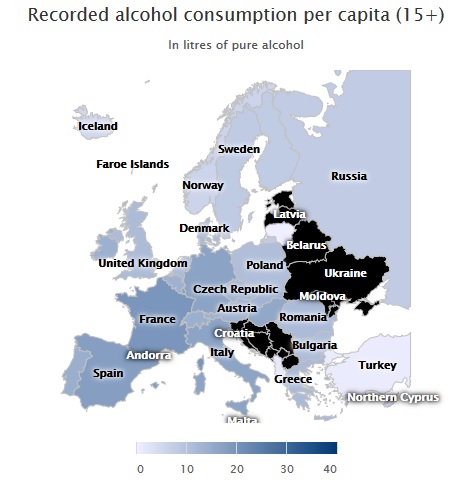 Recorded alcohol consumption per capita (15+)
In litres of pure alcohol
Iceland
Faroe Islands
Sweden
Russia
Norway
Latvia
Denmark
Belarus
United Kingdom
Poland
Ukraine
Czech Republic
Moldova
Austria
Romania
France
Croatia
Bulgaria
Andorra
Italy
Spain
Greece
Turkey
Northern Cyprus
Malta
0 10 20 30 40